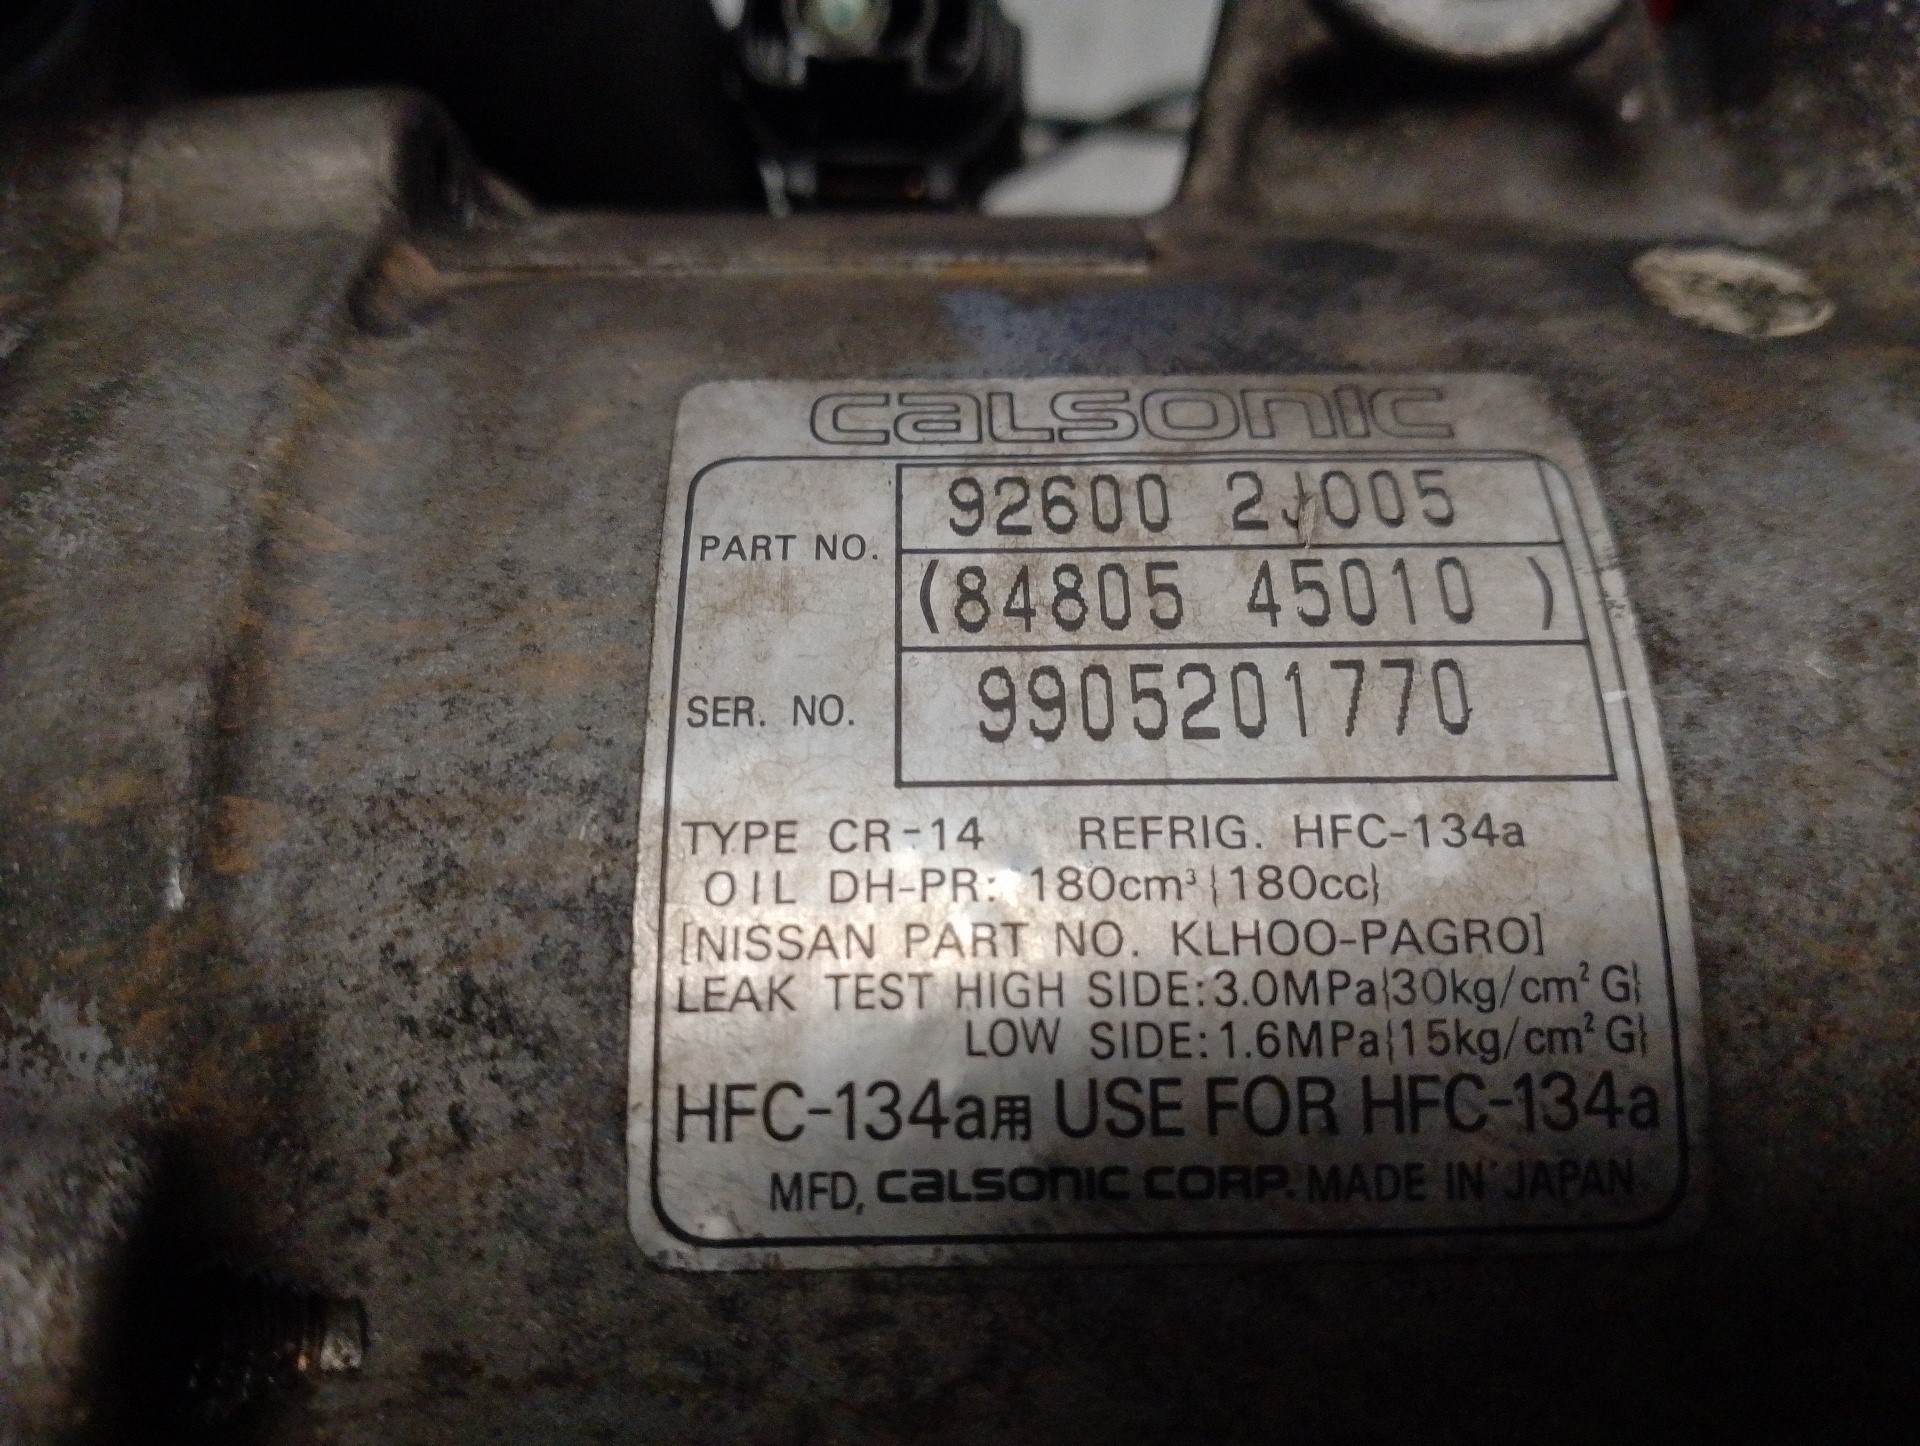 CALSONIC
PART NO. 92600 2J005
(84805 45010 )
SER. NO. 9905201770
TYPE CR-14 REFRIG. HFC-134a
OIL DH-PR: 180cm³{180cc}
[NISSAN PART NO. KLHOO-PAGRO]
LEAK TEST HIGH SIDE:3.0MPa{30kg/cm² G}
LOW SIDE:1.6MPa{15kg/cm² G}
HFC-134a用 USE FOR HFC-134a
MFD, CALSONIC CORP. MADE IN JAPAN.